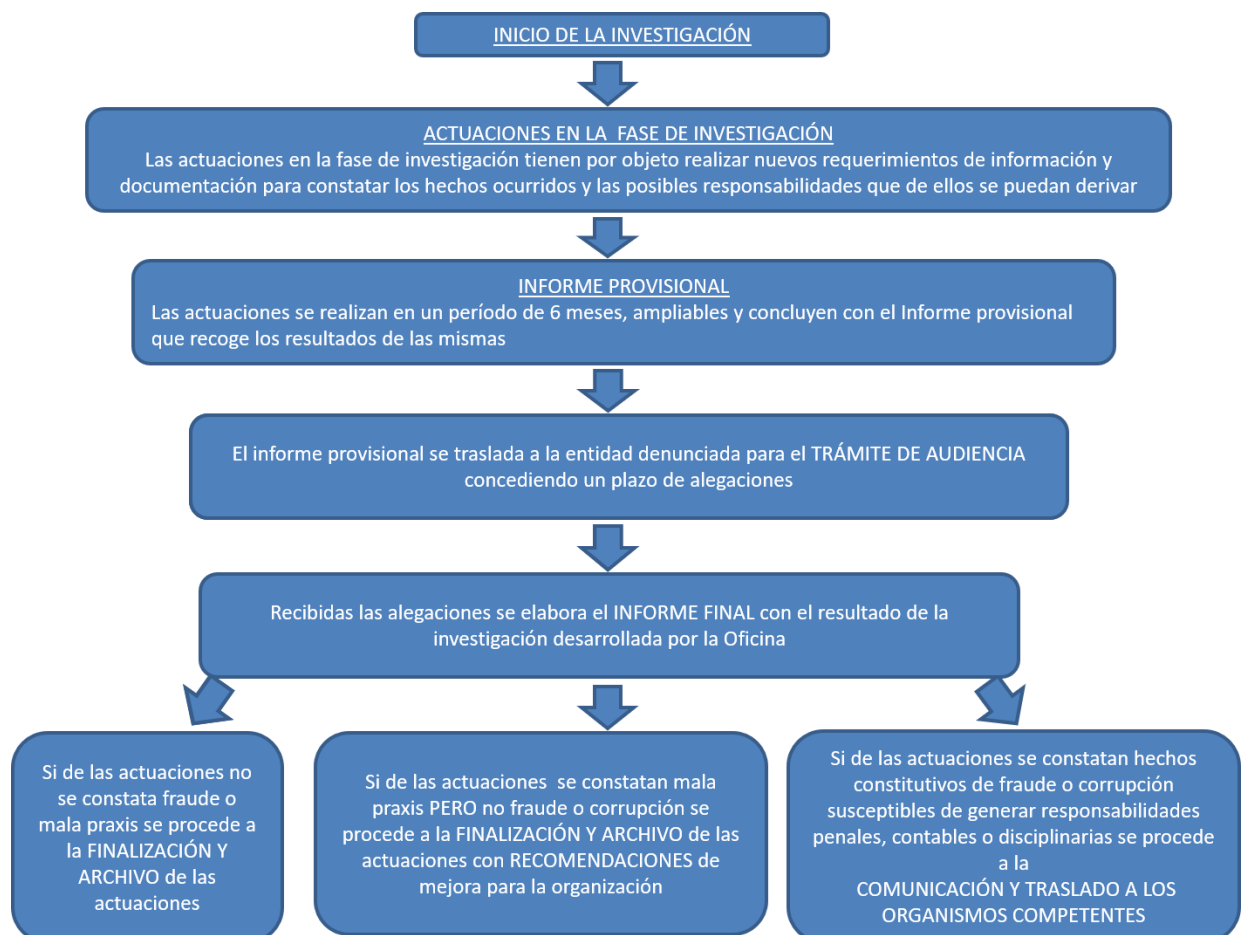 INICIO DE LA INVESTIGACIÓN
ACTUACIONES EN LA FASE DE INVESTIGACIÓN
Las actuaciones en la fase de investigación tienen por objeto realizar nuevos requerimientos de información y
documentación para constatar los hechos ocurridos y las posibles responsabilidades que de ellos se puedan derivar
INFORME PROVISIONAL
Las actuaciones se realizan en un período de 6 meses, ampliables y concluyen con el Informe provisional
que recoge los resultados de las mismas
El informe provisional se traslada a la entidad denunciada para el TRÁMITE DE AUDIENCIA
concediendo un plazo de alegaciones
Recibidas las alegaciones se elabora el INFORME FINAL con el resultado de la
investigación desarrollada por la Oficina
Si de las actuaciones no
se constata fraude o
mala praxis se procede a
la FINALIZACIÓN Y
ARCHIVO de las
actuaciones
Si de las actuaciones se constatan mala
praxis PERO no fraude o corrupción se
procede a la FINALIZACIÓN Y ARCHIVO de las
actuaciones con RECOMENDACIONES de
mejora para la organización
Si de las actuaciones se constatan hechos
constitutivos de fraude o corrupción
susceptibles de generar responsabilidades
penales, contables o disciplinarias se procede
a la
COMUNICACIÓN Y TRASLADO A LOS
ORGANISMOS COMPETENTES